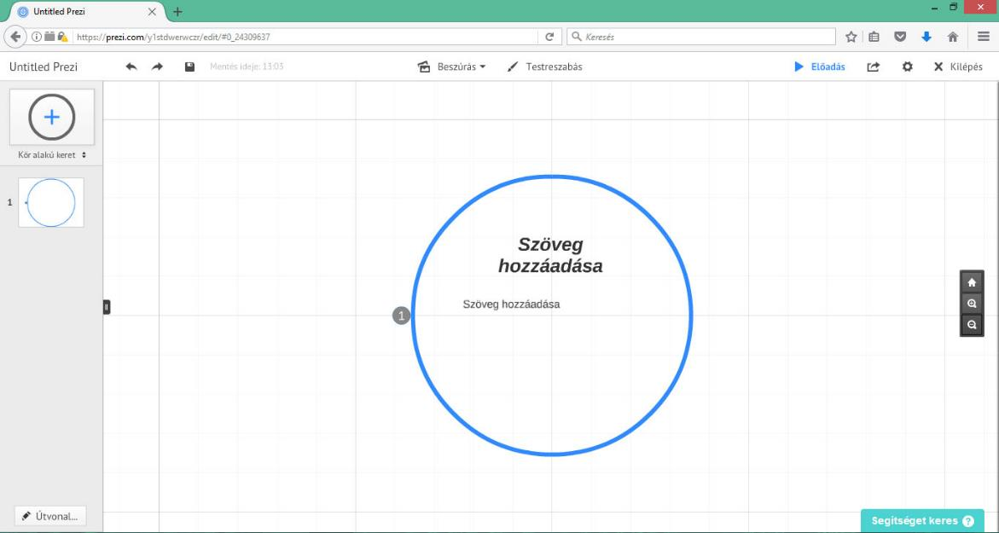 Untitled Prezi
https://prezi.com/y1stdwerwczr/edit/#0_24309637
Keresés
Untitled Prezi
Mentés ideje: 13:03
Beszúrás
Testreszabás
Előadás
Kilépés
Kör alakú keret
1
Szöveg
hozzáadása
Szöveg hozzáadása
1
Útvonal...
Segítséget keres ?